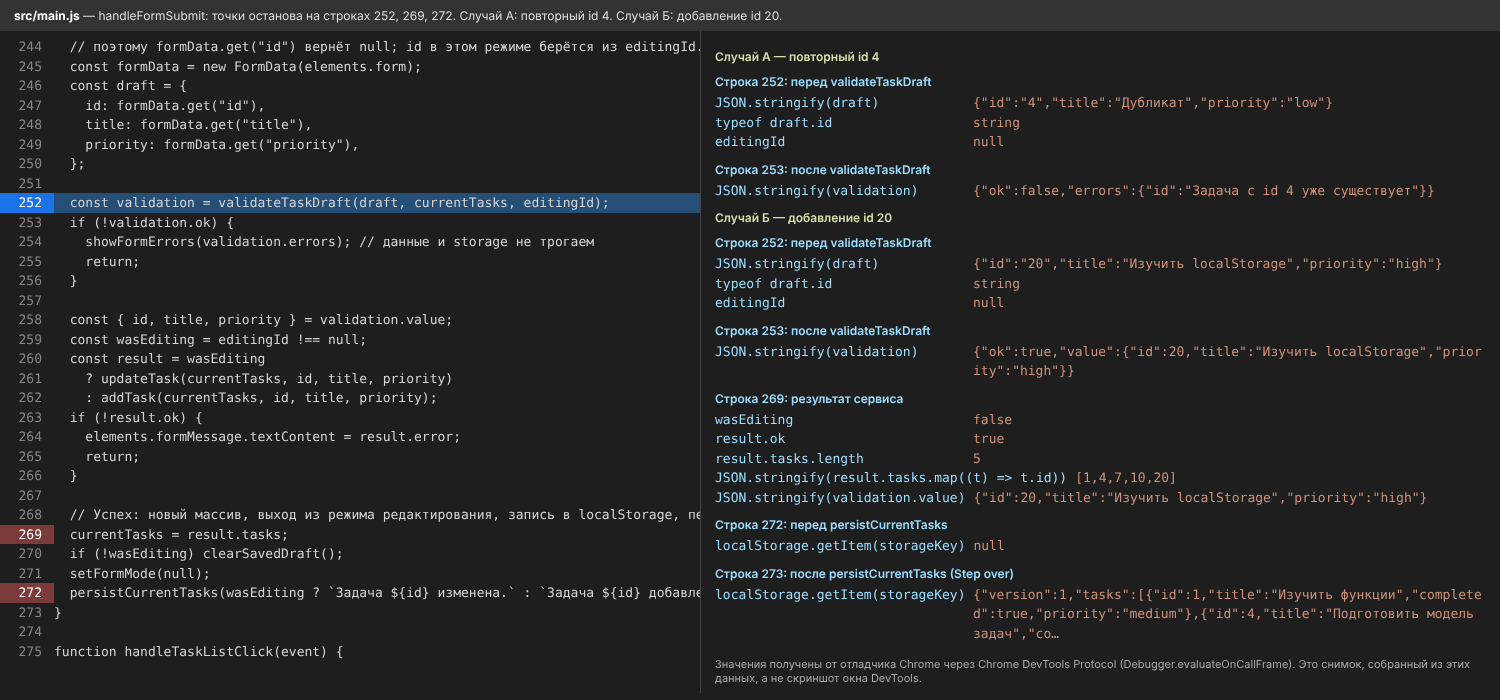 src/main.js — handleFormSubmit: точки останова на строках 252, 269, 272. Случай А: повторный id 4. Случай Б: добавление id 20.
244 // поэтому formData.get("id") вернёт null; id в этом режиме берётся из editingId.
245 const formData = new FormData(elements.form);
246 const draft = {
247 id: formData.get("id"),
248 title: formData.get("title"),
249 priority: formData.get("priority"),
250 };
251
252 const validation = validateTaskDraft(draft, currentTasks, editingId);
253 if (!validation.ok) {
254 showFormErrors(validation.errors); // данные и storage не трогаем
255 return;
256 }
257
258 const { id, title, priority } = validation.value;
259 const wasEditing = editingId !== null;
260 const result = wasEditing
261 ? updateTask(currentTasks, id, title, priority)
262 : addTask(currentTasks, id, title, priority);
263 if (!result.ok) {
264 elements.formMessage.textContent = result.error;
265 return;
266 }
267
268 // Успех: новый массив, выход из режима редактирования, запись в localStorage, пе
269 currentTasks = result.tasks;
270 if (!wasEditing) clearSavedDraft();
271 setFormMode(null);
272 persistCurrentTasks(wasEditing ? `Задача ${id} изменена.` : `Задача ${id} добавле
273 }
274
275 function handleTaskListClick(event) {
Случай А — повторный id 4
Строка 252: перед validateTaskDraft
JSON.stringify(draft) {"id":"4","title":"Дубликат","priority":"low"}
typeof draft.id string
editingId null
Строка 253: после validateTaskDraft
JSON.stringify(validation) {"ok":false,"errors":{"id":"Задача с id 4 уже существует"}}
Случай Б — добавление id 20
Строка 252: перед validateTaskDraft
JSON.stringify(draft) {"id":"20","title":"Изучить localStorage","priority":"high"}
typeof draft.id string
editingId null
Строка 253: после validateTaskDraft
JSON.stringify(validation) {"ok":true,"value":{"id":20,"title":"Изучить localStorage","prior
ity":"high"}}
Строка 269: результат сервиса
wasEditing false
result.ok true
result.tasks.length 5
JSON.stringify(result.tasks.map((t) => t.id)) [1,4,7,10,20]
JSON.stringify(validation.value) {"id":20,"title":"Изучить localStorage","priority":"high"}
Строка 272: перед persistCurrentTasks
localStorage.getItem(storageKey) null
Строка 273: после persistCurrentTasks (Step over)
localStorage.getItem(storageKey) {"version":1,"tasks":[{"id":1,"title":"Изучить функции","complete
d":true,"priority":"medium"},{"id":4,"title":"Подготовить модель
задач","co…
Значения получены от отладчика Chrome через Chrome DevTools Protocol (Debugger.evaluateOnCallFrame). Это снимок, собранный из этих
данных, а не скриншот окна DevTools.